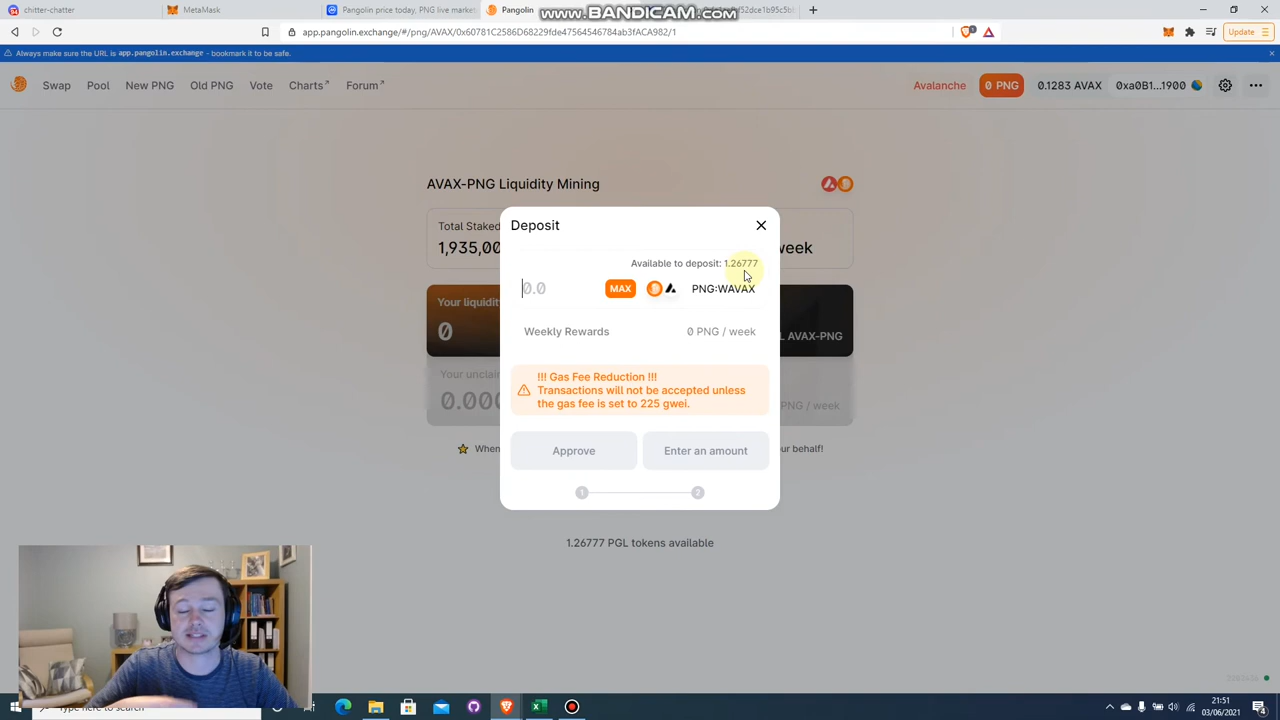 www.BANDICAM.com
chitter-chatter
MetaMask
Pangolin price today, PNG live market
Pangolin
app.pangolin.exchange/#/png/AVAX/0x60781C2586D68229fde47564546784ab3fACA982/1
Update
Always make sure the URL is app.pangolin.exchange - bookmark it to be safe.
Swap
Pool
New PNG
Old PNG
Vote
Charts
Forum
Avalanche
0 PNG
0.1283 AVAX
0xa0B1...1900
AVAX-PNG Liquidity Mining
Total Staked
1,935,00
week
Deposit
Available to deposit: 1.26777
0.0
MAX
PNG:WAVAX
Your liquidity
0
L AVAX-PNG
Weekly Rewards
0 PNG / week
!!! Gas Fee Reduction !!!
Transactions will not be accepted unless
the gas fee is set to 225 gwei.
Your unclai
0.000
PNG / week
When
our behalf!
Approve
Enter an amount
1
2
1.26777 PGL tokens available
Type here to search
21:51
03/06/2021
4